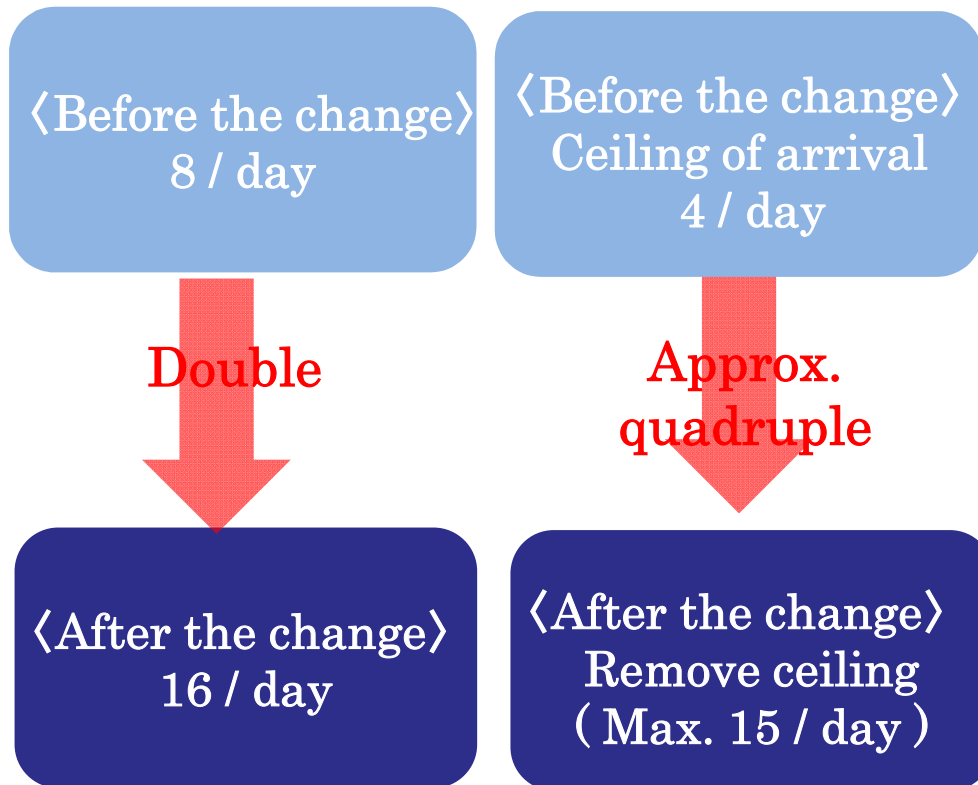 〈Before the change〉
8 / day
Double
〈After the change〉
16 / day
〈Before the change〉
Ceiling of arrival
4 / day
Approx.
quadruple
〈After the change〉
Remove ceiling
( Max. 15 / day )